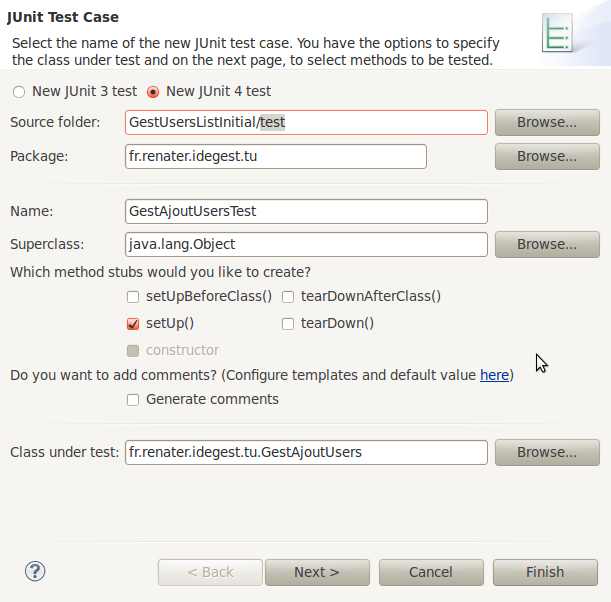 JUnit Test Case
Select the name of the new JUnit test case. You have the options to specify
the class under test and on the next page, to select methods to be tested.
New JUnit 3 test New JUnit 4 test
Source folder: GestUsersListInitial/test Browse...
Package: fr.renater.idegest.tu Browse...
Name: GestAjoutUsersTest
Superclass: java.lang.Object Browse...
Which method stubs would you like to create?
setUpBeforeClass() tearDownAfterClass()
setUp() tearDown()
constructor
Do you want to add comments? (Configure templates and default value here)
Generate comments
Class under test: fr.renater.idegest.tu.GestAjoutUsers Browse...
? < Back Next > Cancel Finish